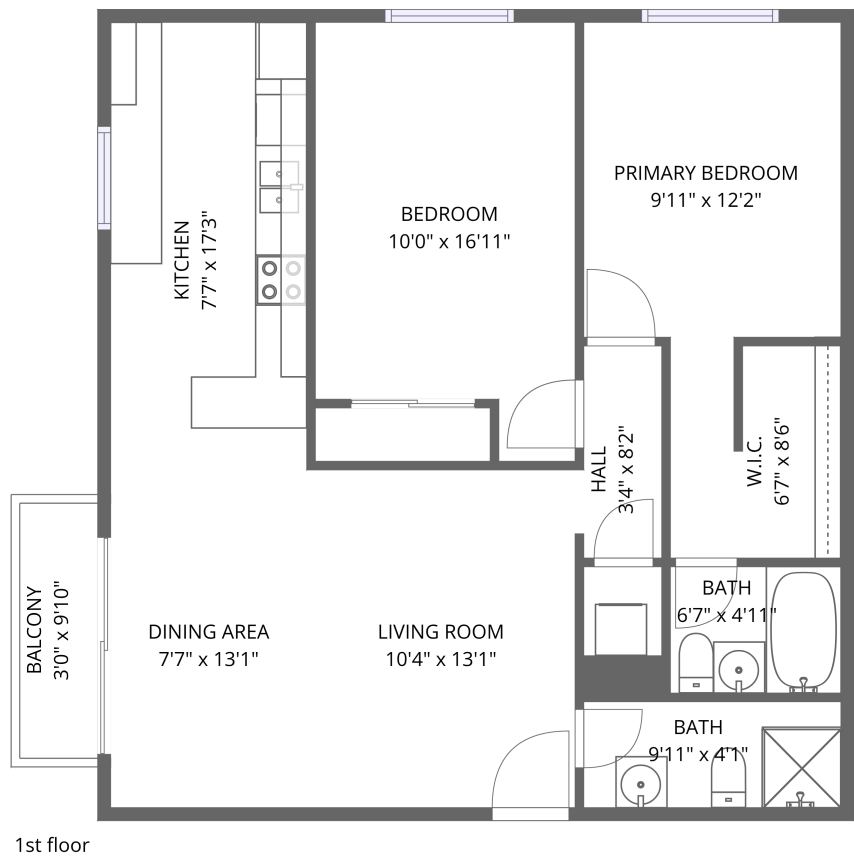 PRIMARY BEDROOM
9'11" x 12'2"
BEDROOM
10'0" x 16'11"
KITCHEN
7'7" x 17'3"
HALL
3'4" x 8'2"
W.I.C.
6'7" x 8'6"
BALCONY
3'0" x 9'10"
DINING AREA
7'7" x 13'1"
LIVING ROOM
10'4" x 13'1"
BATH
6'7" x 4'11"
BATH
9'11" x 4'1"
1st floor